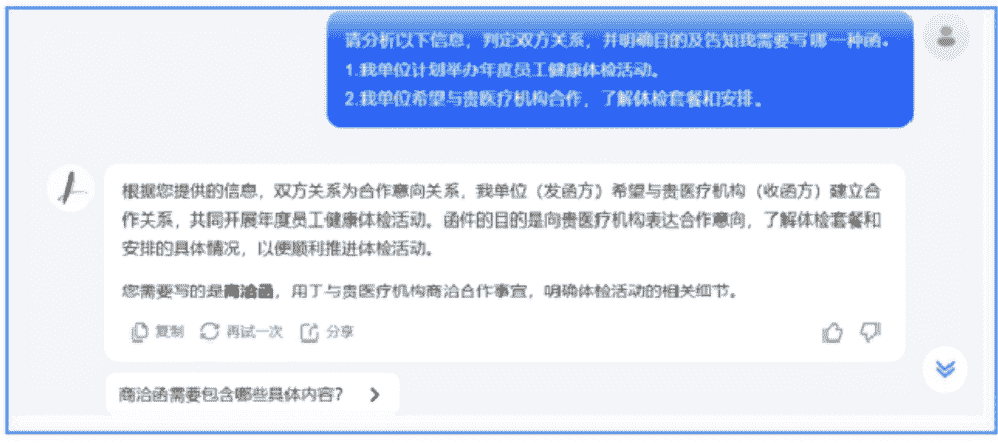 请分析以下信息，判定双方关系，并明确目的及告知我需要写哪一种函。
1.我单位计划举办年度员工健康体检活动。
2.我单位希望与贵医疗机构合作，了解体检套餐和安排。
根据您提供的信息，双方关系为合作意向关系，我单位（发函方）希望与贵医疗机构（收函方）建立合
作关系，共同开展年度员工健康体检活动。函件的目的是向贵医疗机构表达合作意向，了解体检套餐和
安排的具体情况，以便顺利推进体检活动。
您需要写的是商洽函，用于与贵医疗机构商洽合作事宜，明确体检活动的相关细节。
复制 再试一次 分享
商洽函需要包含哪些具体内容？